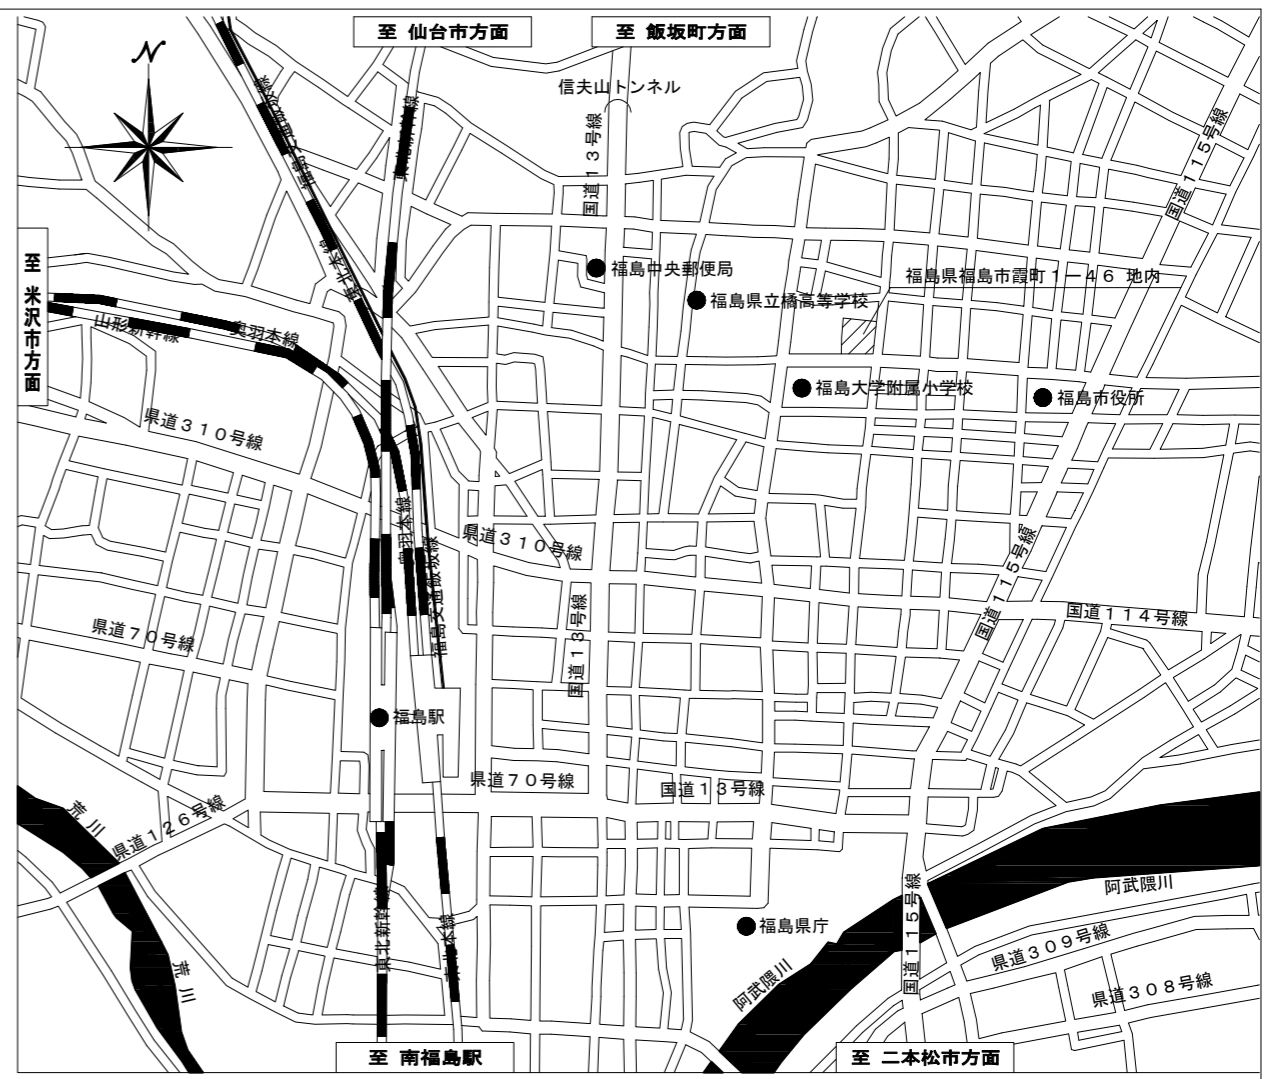 至 仙台市方面
至 飯坂町方面
N
信夫山トンネル
福島交通飯坂線
東北新幹線
国道１３号線
国道１１５号線
東北本線
至 米沢市方面
福島中央郵便局
福島県立橘高等学校
福島県福島市霞町１ー４６ 地内
山形新幹線
奥羽本線
福島大学附属小学校
福島市役所
県道３１０号線
奥羽本線
福島交通飯坂線
県道３１０号線
国道１３号線
国道１１５号線
国道１１４号線
県道７０号線
福島駅
県道７０号線
国道１３号線
荒川
県道１２６号線
東北新幹線
東北本線
福島県庁
国道１１５号線
阿武隈川
荒川
阿武隈川
県道３０９号線
県道３０８号線
至 南福島駅
至 二本松市方面